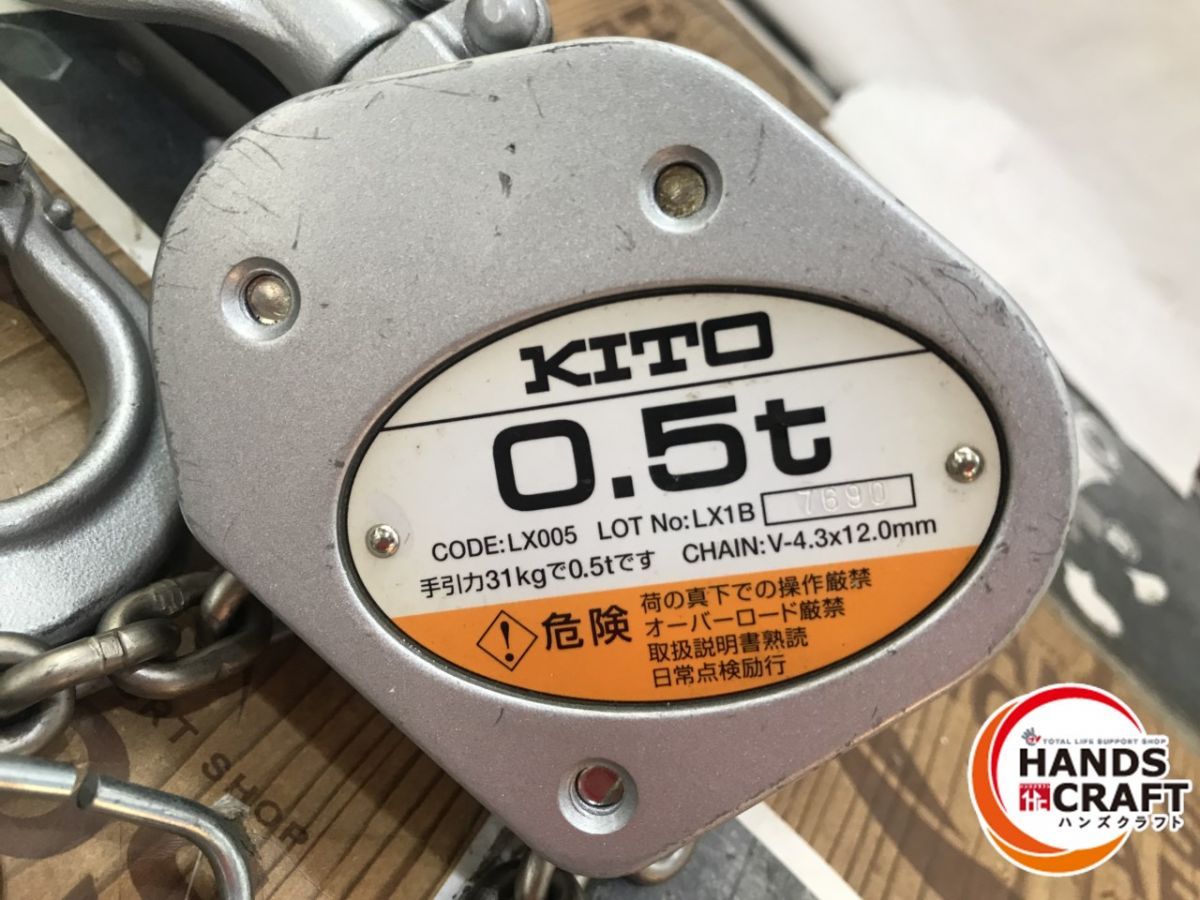 KITO
0.5t
CODE:LX005 LOT No:LX1B 7690
手引力31kgで0.5tです CHAIN:V-4.3x12.0mm
危険
荷の真下での操作厳禁
オーバーロード厳禁
取扱説明書熟読
日常点検励行
RT SHOP
TOTAL LIFE SUPPORT SHOP
HANDS
CRAFT
ハンズクラフト